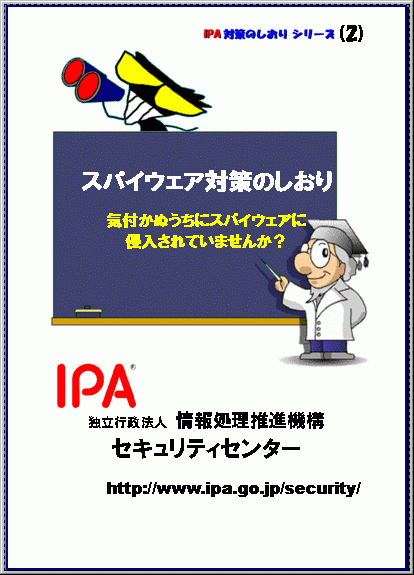 IPA 対策のしおり シリーズ (2)
スパイウェア対策のしおり
気付かぬうちにスパイウェアに
侵入されていませんか？
IPA®
独立行政法人 情報処理推進機構
セキュリティセンター
http://www.ipa.go.jp/security/